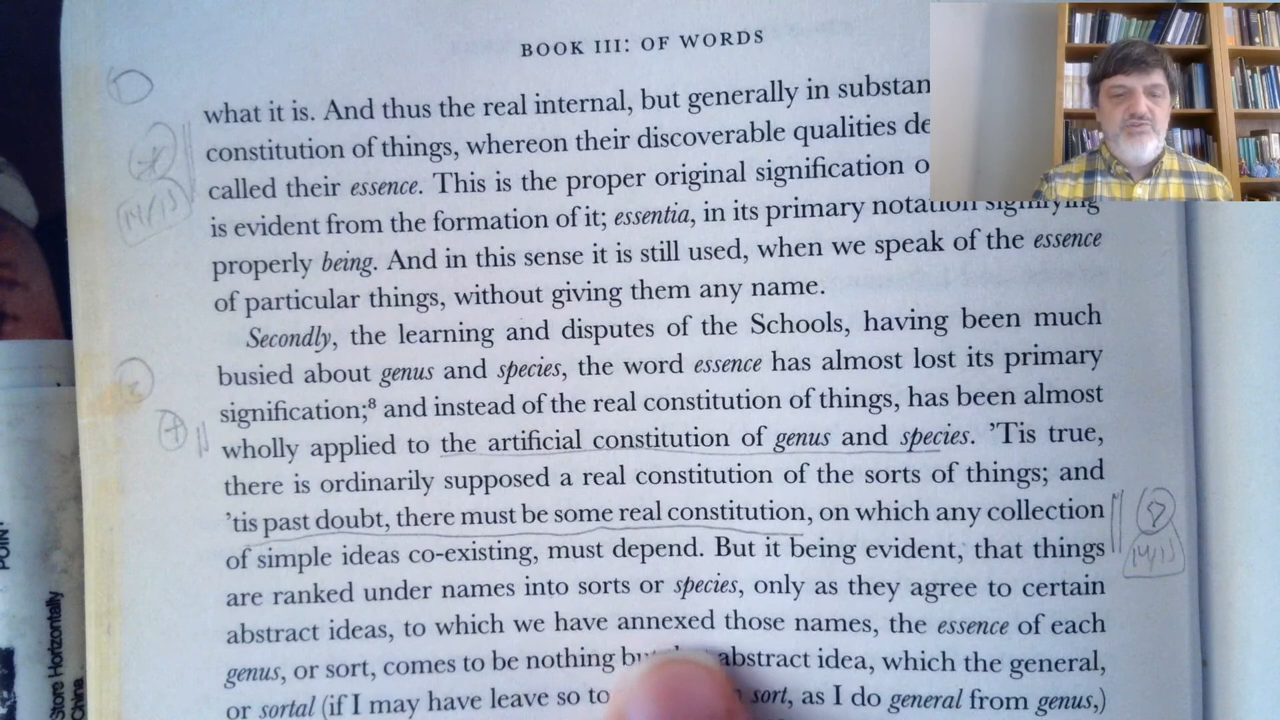 BOOK III: OF WORDS
what it is. And thus the real internal, but generally in substan
constitution of things, whereon their discoverable qualities de
called their essence. This is the proper original signification o
is evident from the formation of it; essentia, in its primary notation signifying
properly being. And in this sense it is still used, when we speak of the essence
of particular things, without giving them any name.
Secondly, the learning and disputes of the Schools, having been much
busied about genus and species, the word essence has almost lost its primary
signification;⁸ and instead of the real constitution of things, has been almost
wholly applied to the artificial constitution of genus and species. 'Tis true,
there is ordinarily supposed a real constitution of the sorts of things; and
'tis past doubt, there must be some real constitution, on which any collection
of simple ideas co-existing, must depend. But it being evident, that things
are ranked under names into sorts or species, only as they agree to certain
abstract ideas, to which we have annexed those names, the essence of each
genus, or sort, comes to be nothing abstract idea, which the general,
or sortal (if I may have leave so to sort, as I do general from genus,)
14/15
14/15
POINT
Store Horizontally
China